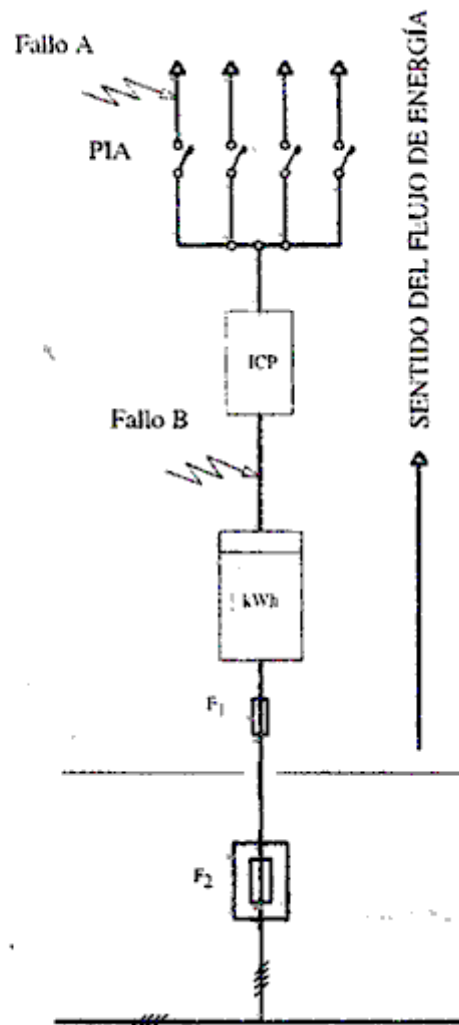 Fallo A
PIA
ICP
Fallo B
kWh
F1
F2
SENTIDO DEL FLUJO DE ENERGÍA